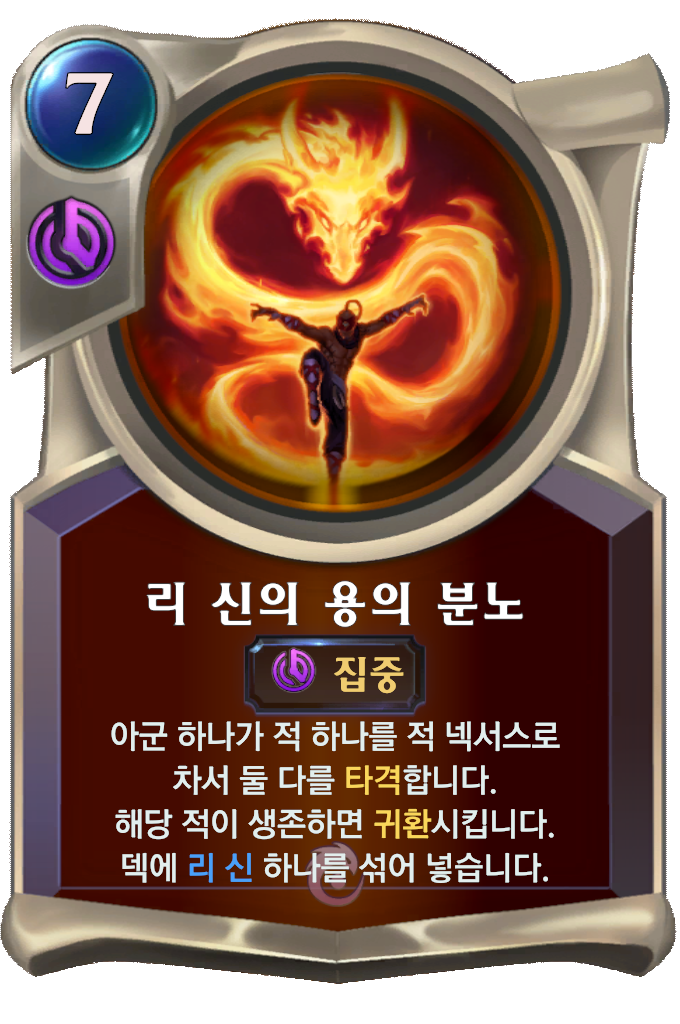 7
리 신의 용의 분노
집중
아군 하나가 적 하나를 적 넥서스로
차서 둘 다를 타격합니다.
해당 적이 생존하면 귀환시킵니다.
덱에 리 신 하나를 섞어 넣습니다.